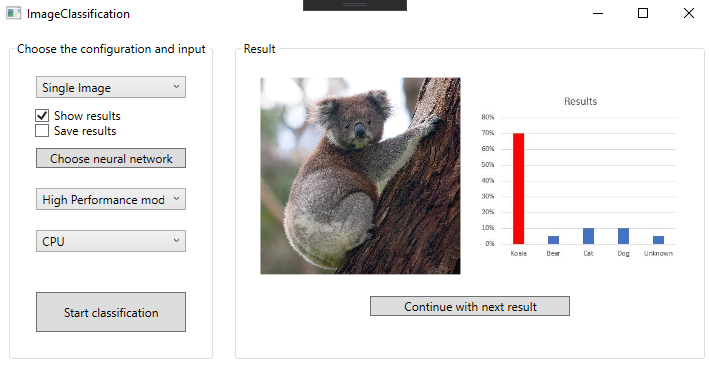 ImageClassification
Choose the configuration and input
Single Image
Show results
Save results
Choose neural network
High Performance mod
CPU
Start classification
Result
Results
80%
70%
60%
50%
40%
30%
20%
10%
0%
Koala Bear Cat Dog Unknown
Continue with next result